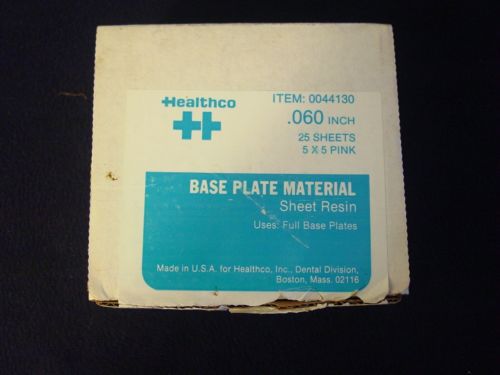 Healthco
ITEM: 0044130
.060 INCH
25 SHEETS
5 X 5 PINK
BASE PLATE MATERIAL
Sheet Resin
Uses: Full Base Plates
Made in U.S.A. for Healthco, Inc., Dental Division,
Boston, Mass. 02116